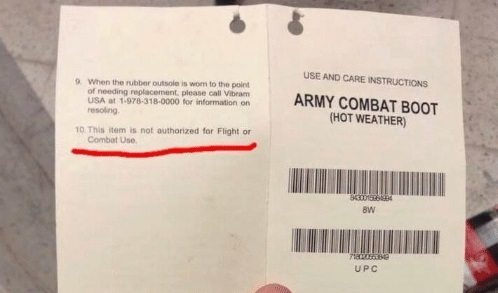 9. When the rubber outsole is worn to the point
of needing replacement, please call Vibram
USA at 1-978-318-0000 for information on
resoling.
10. This item is not authorized for Flight or
Combat Use.
USE AND CARE INSTRUCTIONS
ARMY COMBAT BOOT
(HOT WEATHER)
8W
UPC